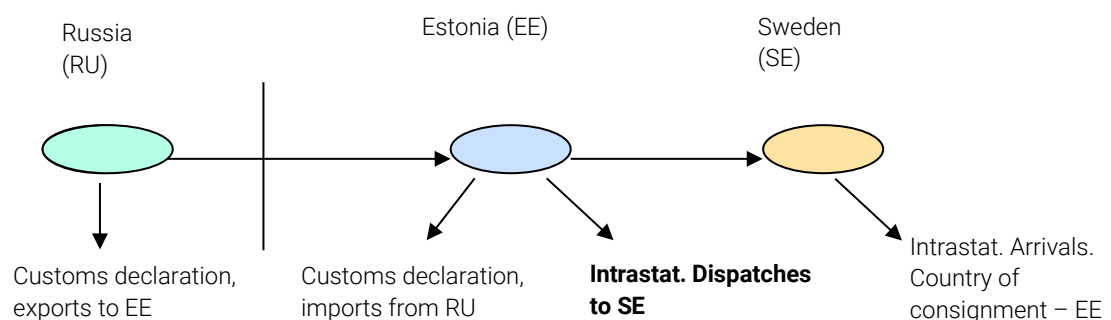 Russia
(RU)
Estonia (EE)
Sweden
(SE)
Customs declaration,
exports to EE
Customs declaration,
imports from RU
Intrastat. Dispatches
to SE
Intrastat. Arrivals.
Country of
consignment – EE